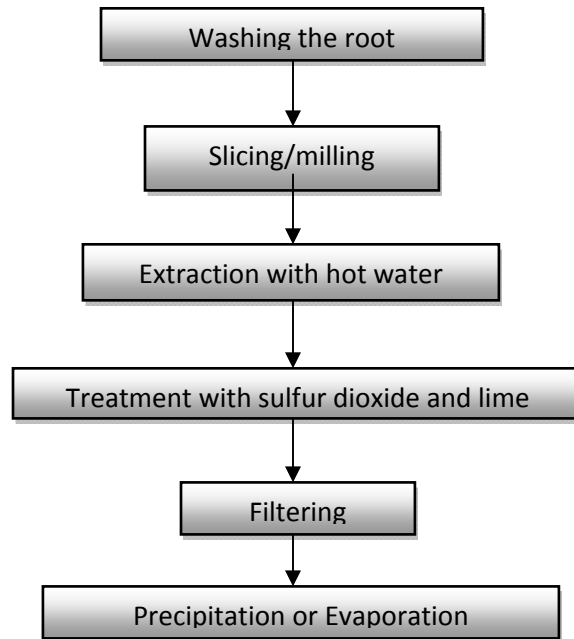 Washing the root
Slicing/milling
Extraction with hot water
Treatment with sulfur dioxide and lime
Filtering
Precipitation or Evaporation